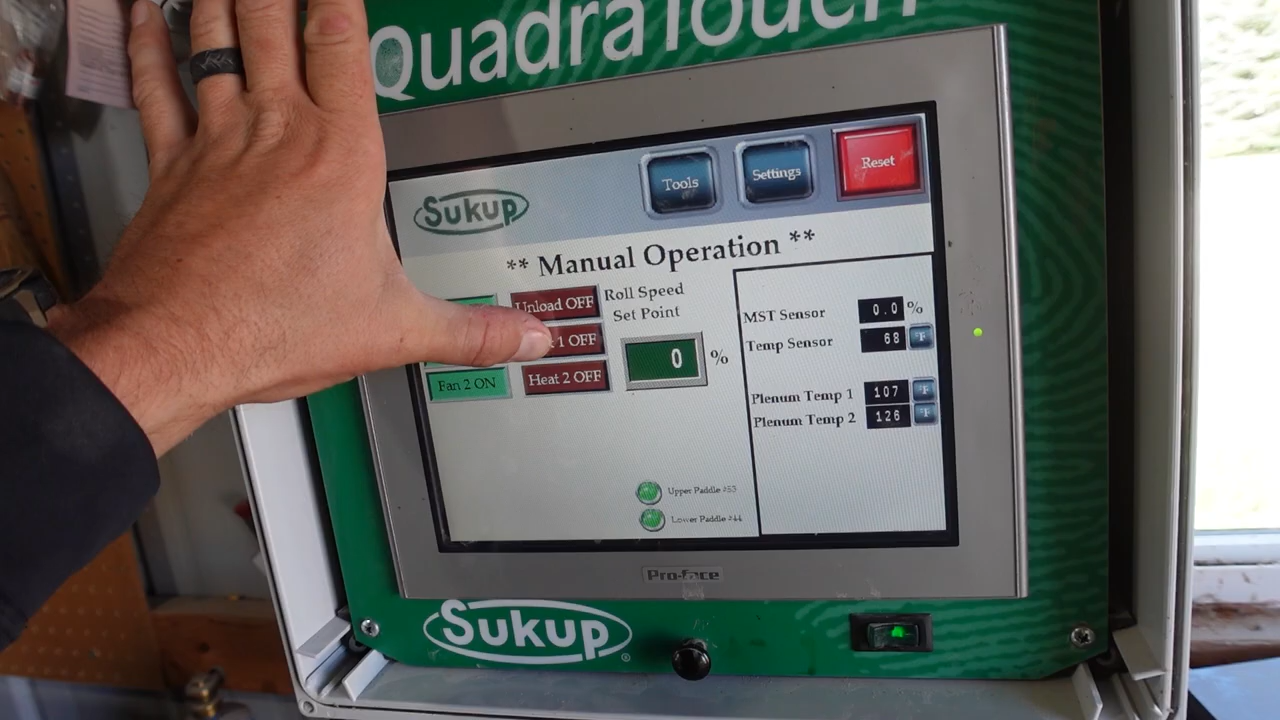 QuadraTouch
Tools
Settings
Reset
Sukup
** Manual Operation **
Unload OFF
1 OFF
Fan 2 ON
Heat 2 OFF
Roll Speed
Set Point
0 %
MST Sensor 0.0 %
Temp Sensor 68 °F
Plenum Temp 1 107 °F
Plenum Temp 2 126 °F
Upper Paddle #53
Lower Paddle #44
Pro-face
Sukup®